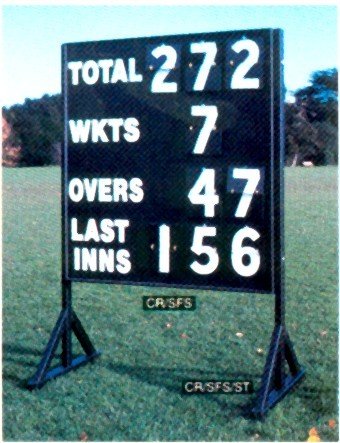 TOTAL 272
WKTS 7
OVERS 47
LAST
INNS 156
CR/SFS
CR/SFS/ST